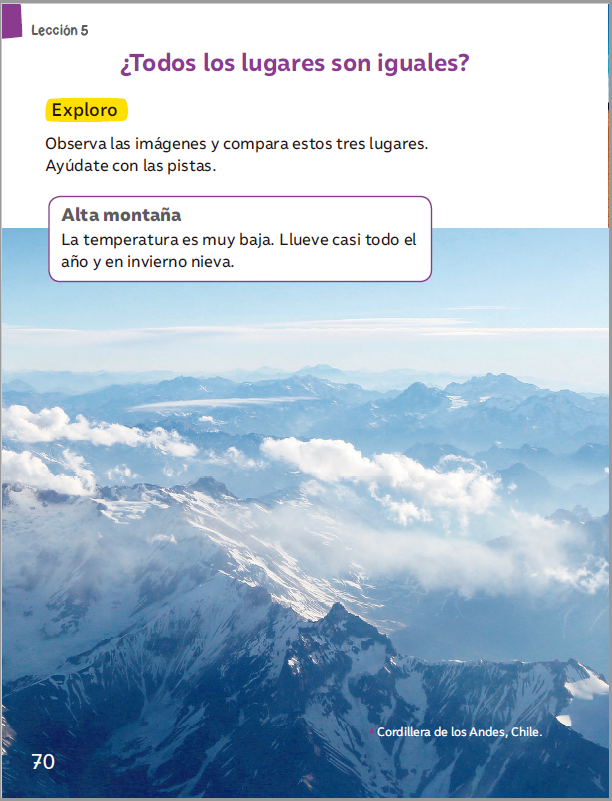 Lección 5
¿Todos los lugares son iguales?
Exploro
Observa las imágenes y compara estos tres lugares.
Ayúdate con las pistas.
Alta montaña
La temperatura es muy baja. Llueve casi todo el
año y en invierno nieva.
• Cordillera de los Andes, Chile.
70